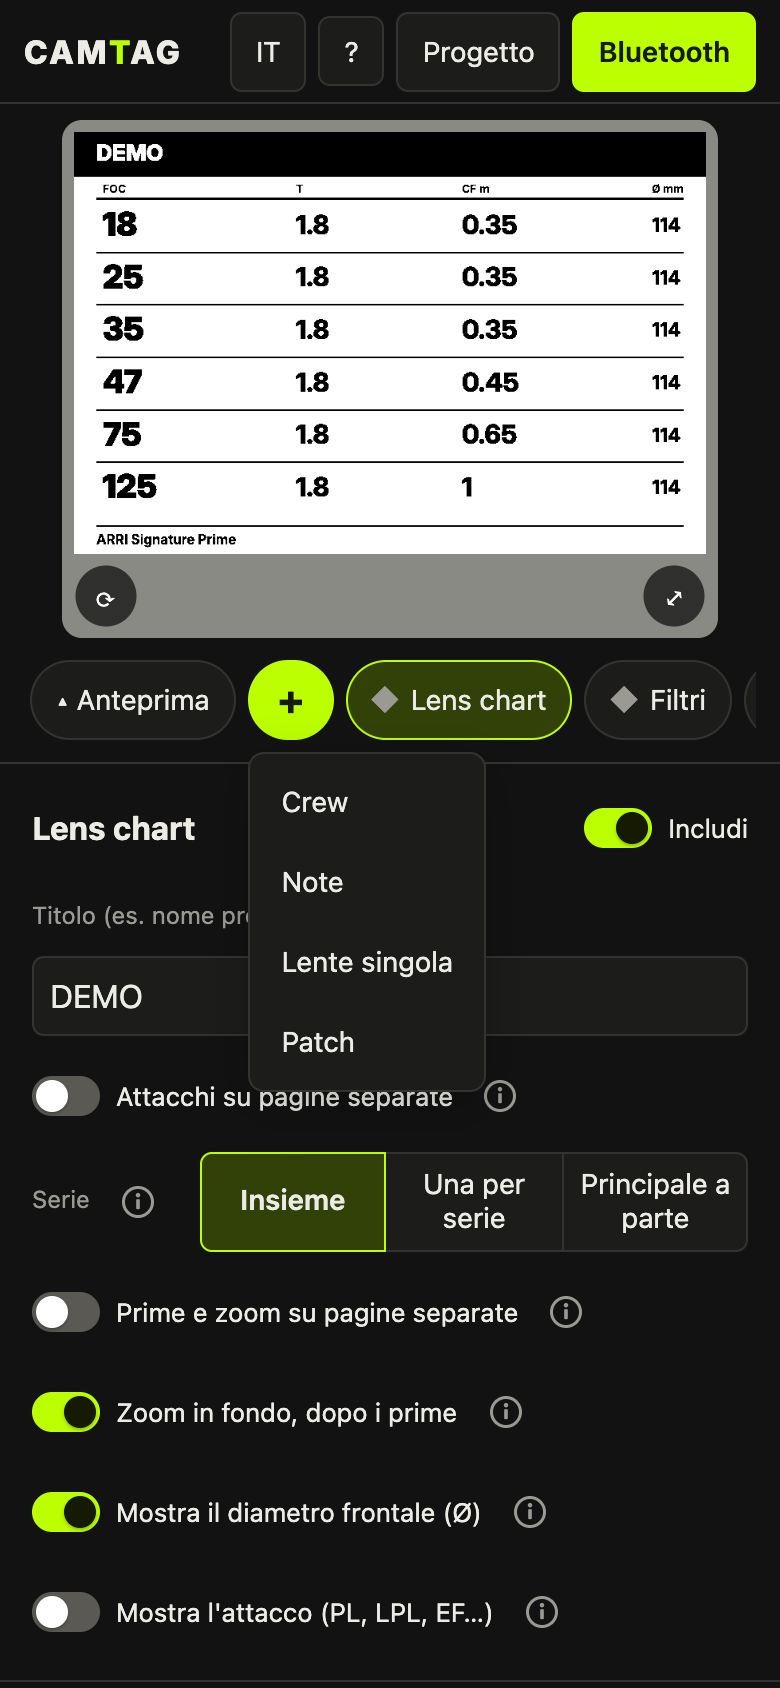 CAMTAG
IT
?
Progetto
Bluetooth
DEMO
FOC T CF m Ø mm
18 1.8 0.35 114
25 1.8 0.35 114
35 1.8 0.35 114
47 1.8 0.45 114
75 1.8 0.65 114
125 1.8 1 114
ARRI Signature Prime
Anteprima
+
Lens chart
Filtri
Crew
Note
Lente singola
Patch
Lens chart
Includi
Titolo (es. nome
DEMO
Attacchi su pagine separate
Serie
Insieme
Una per
serie
Principale a
parte
Prime e zoom su pagine separate
Zoom in fondo, dopo i prime
Mostra il diametro frontale (Ø)
Mostra l'attacco (PL, LPL, EF...)